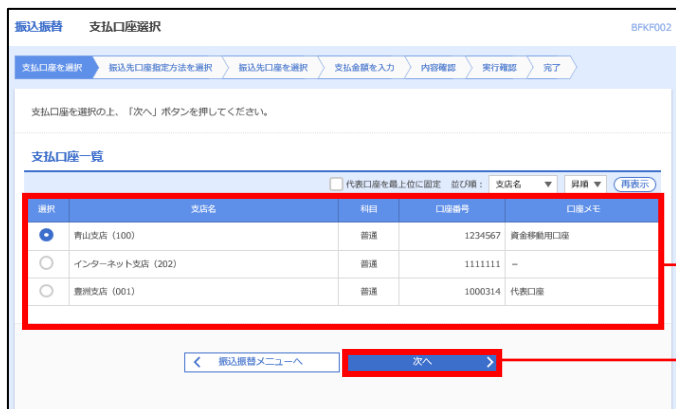 振込振替 支払口座選択 BFKF002
支払口座を選択 振込先口座指定方法を選択 振込先口座を選択 支払金額を入力 内容確認 実行確認 完了
支払口座を選択の上、「次へ」ボタンを押してください。
支払口座一覧
代表口座を最上位に固定 並び順： 支店名 ▼ 昇順 ▼ 再表示
選択 支店名 科目 口座番号 口座メモ
青山支店（100） 普通 1234567 資金移動用口座
インターネット支店（202） 普通 1111111 －
豊洲支店（001） 普通 1000314 代表口座
振込振替メニューへ 次へ